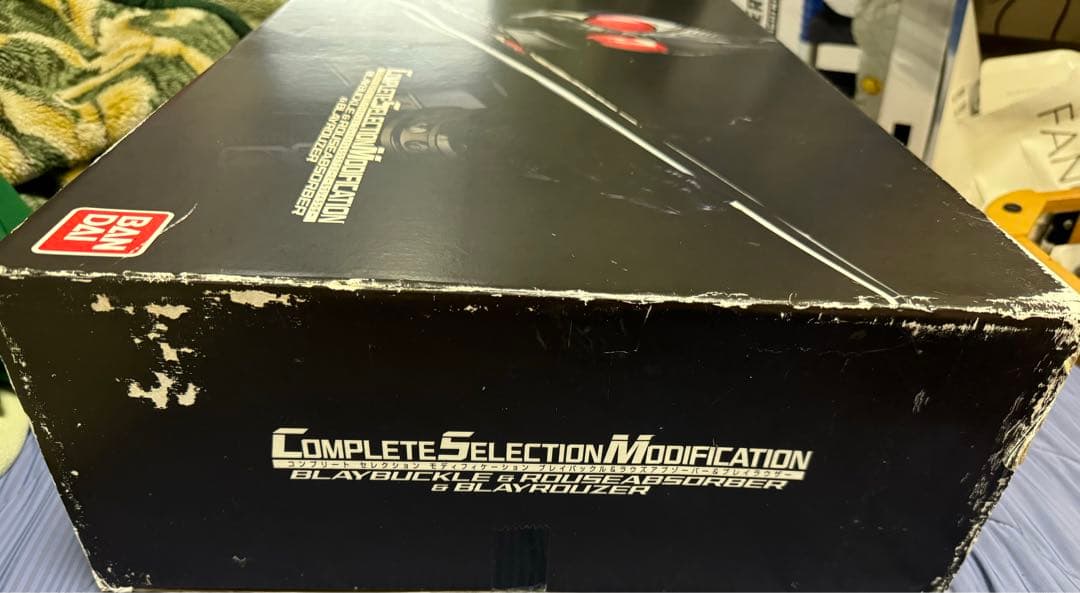 COMPLETE SELECTION MODIFICATION
BLAYBUCKLE & ROUSEABSORBER
& BLAYROUZER
BAN
DAI
FAN
COMPLETE SELECTION MODIFICATION
コンプリート セレクション モディフィケーション ブレイバックル&ラウズアブゾーバー&ブレイラウザー
BLAYBUCKLE & ROUSEABSORBER
& BLAYROUZER